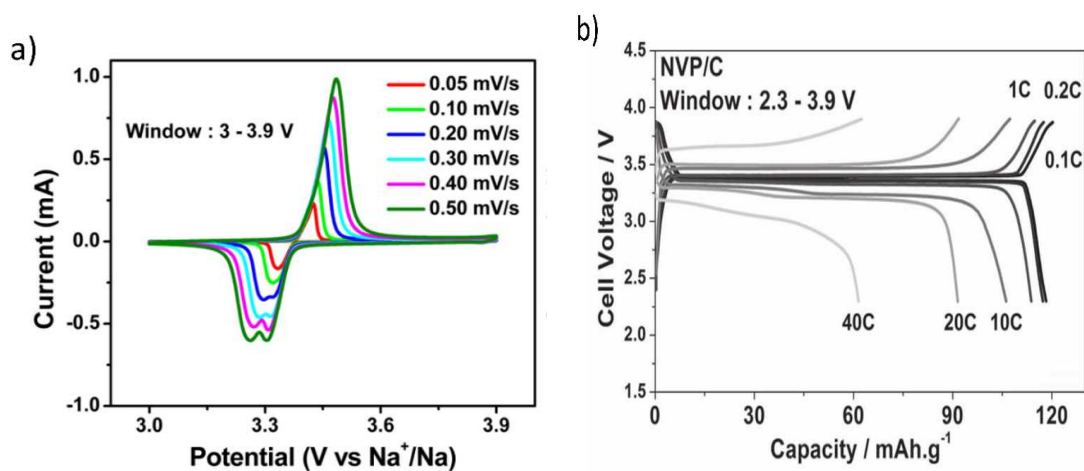 a)
1.0
0.5
0.0
-0.5
-1.0
Current (mA)
Window : 3 - 3.9 V
0.05 mV/s
0.10 mV/s
0.20 mV/s
0.30 mV/s
0.40 mV/s
0.50 mV/s
3.0
3.3
3.6
3.9
Potential (V vs Na⁺/Na)
b)
4.5
4.0
3.5
3.0
2.5
2.0
1.5
Cell Voltage / V
NVP/C
Window : 2.3 - 3.9 V
1C 0.2C
0.1C
40C 20C 10C
0
30
60
90
120
Capacity / mAh.g⁻¹